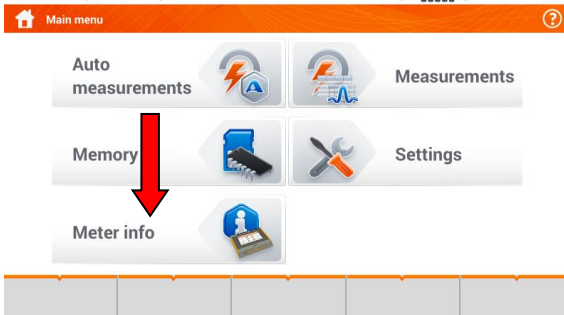 Main menu
?
Auto
measurements
A
Measurements
Memory
Settings
Meter info